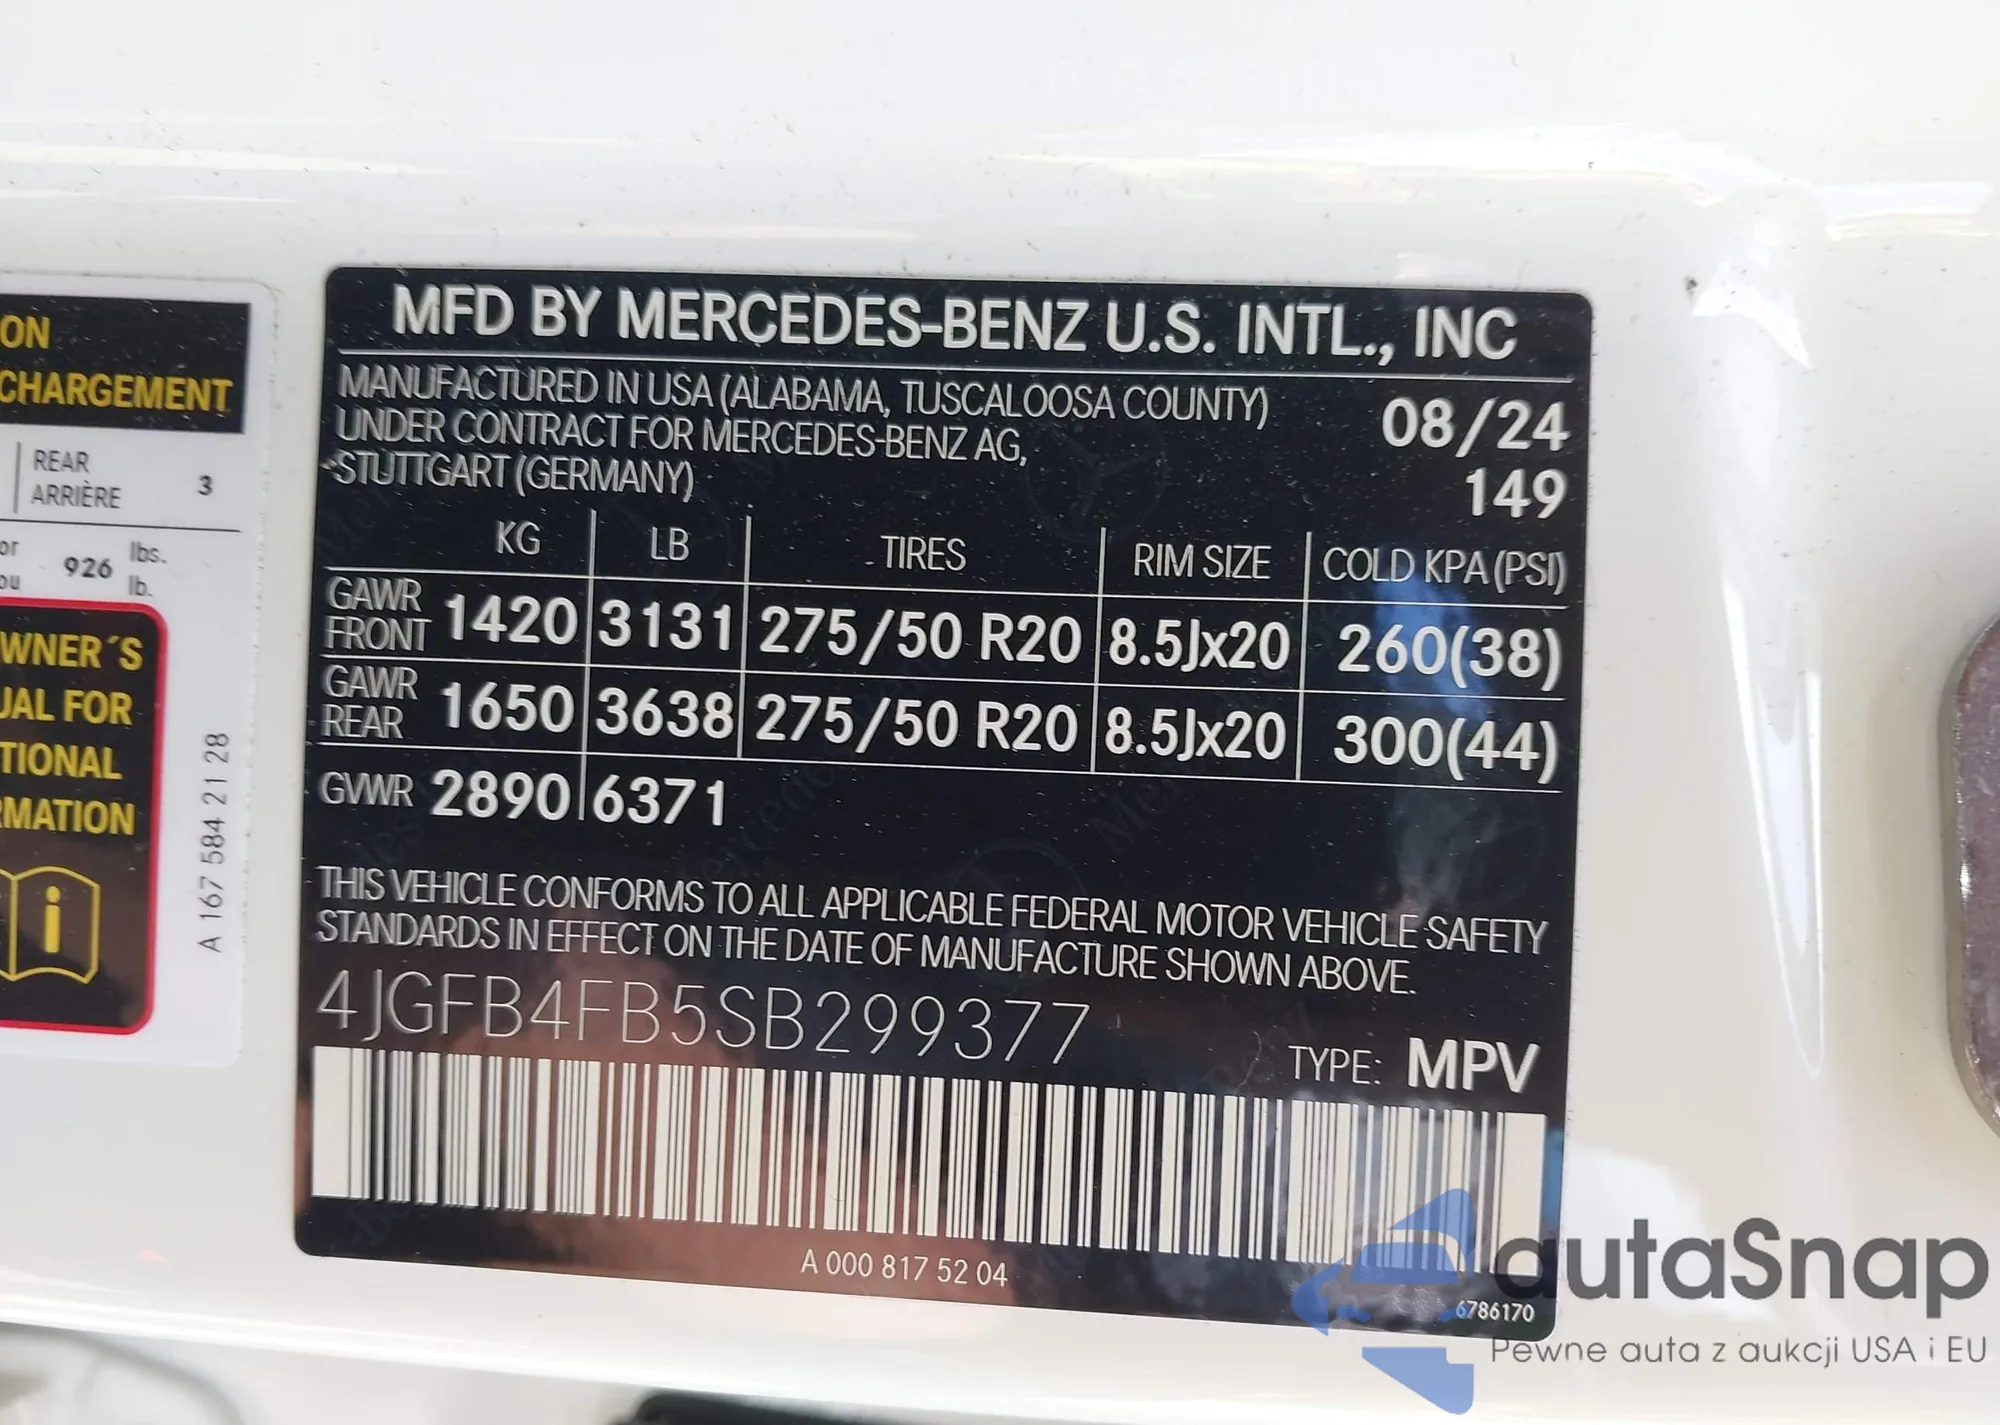 ON
CHARGEMENT
REAR
ARRIÈRE 3
or
ou 926 lbs.
lb.
WNER´S
UAL FOR
TIONAL
RMATION
i
A 167 584 21 28
MFD BY MERCEDES-BENZ U.S. INTL., INC
MANUFACTURED IN USA (ALABAMA, TUSCALOOSA COUNTY)
UNDER CONTRACT FOR MERCEDES-BENZ AG,
STUTTGART (GERMANY)
08/24
149
KG LB TIRES RIM SIZE COLD KPA (PSI)
GAWR
FRONT 1420 3131 275/50 R20 8.5Jx20 260(38)
GAWR
REAR 1650 3638 275/50 R20 8.5Jx20 300(44)
GVWR 2890 6371
THIS VEHICLE CONFORMS TO ALL APPLICABLE FEDERAL MOTOR VEHICLE SAFETY
STANDARDS IN EFFECT ON THE DATE OF MANUFACTURE SHOWN ABOVE.
4JGFB4FB5SB299377
TYPE: MPV
A 000 817 52 04
6786170
autaSnap
Pewne auta z aukcji USA i EU